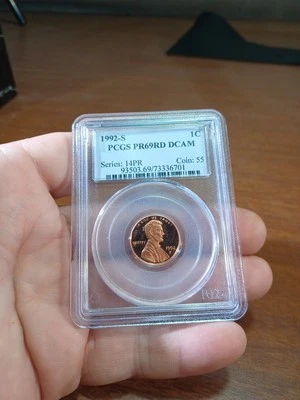 1992-S 1C
PCGS PR69RD DCAM
Series: 14PR Coin: 55
93503.69/73336701